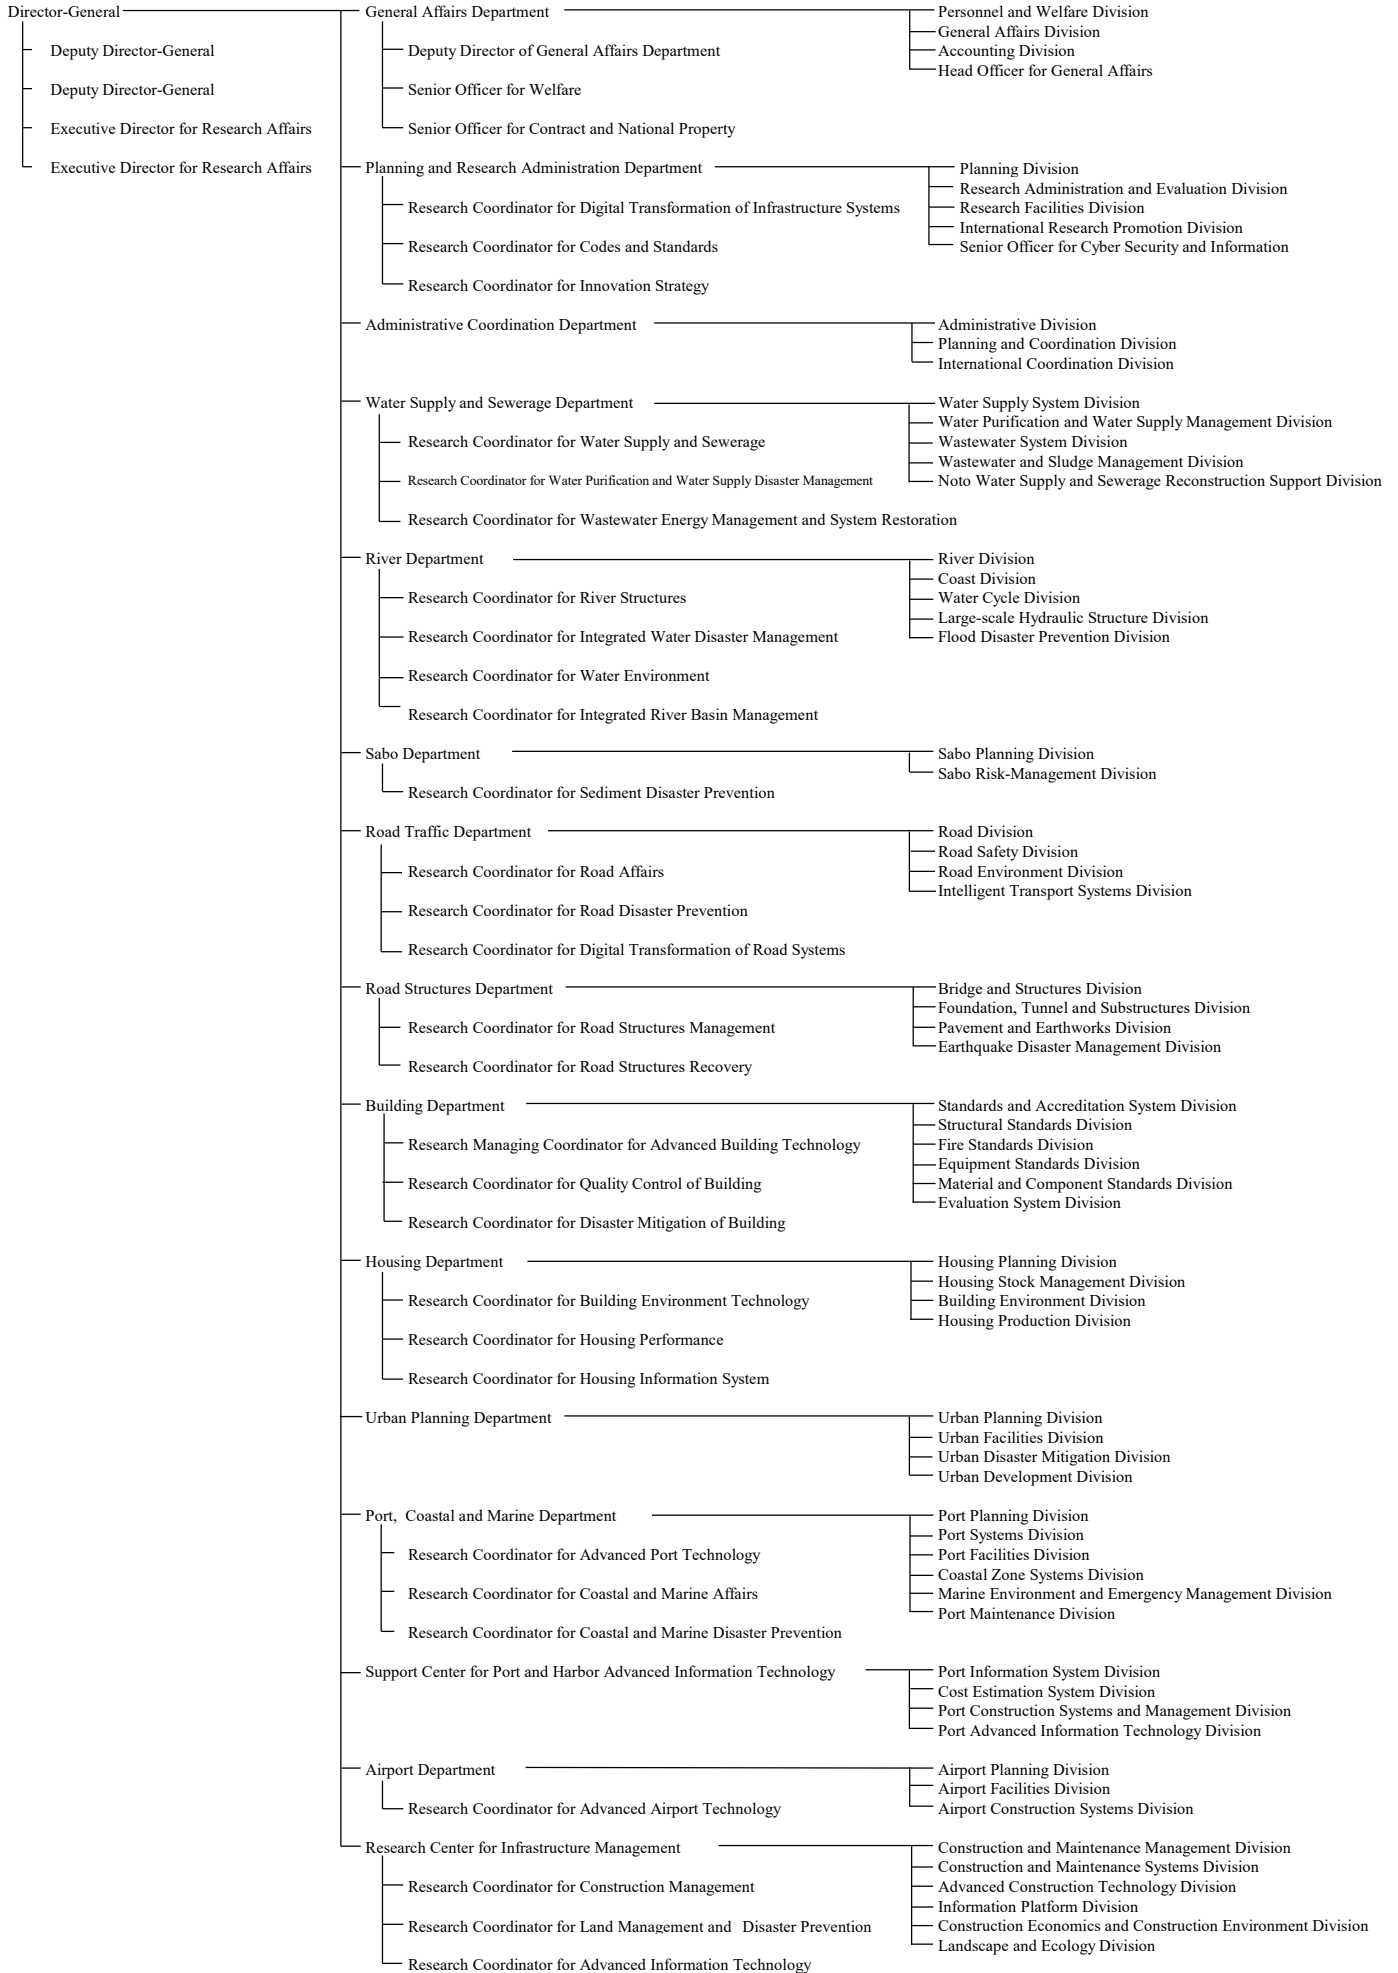 Director-General
Deputy Director-General
Deputy Director-General
Executive Director for Research Affairs
Executive Director for Research Affairs
General Affairs Department
Deputy Director of General Affairs Department
Senior Officer for Welfare
Senior Officer for Contract and National Property
Personnel and Welfare Division
General Affairs Division
Accounting Division
Head Officer for General Affairs
Planning and Research Administration Department
Research Coordinator for Digital Transformation of Infrastructure Systems
Research Coordinator for Codes and Standards
Research Coordinator for Innovation Strategy
Planning Division
Research Administration and Evaluation Division
Research Facilities Division
International Research Promotion Division
Senior Officer for Cyber Security and Information
Administrative Coordination Department
Administrative Division
Planning and Coordination Division
International Coordination Division
Water Supply and Sewerage Department
Research Coordinator for Water Supply and Sewerage
Research Coordinator for Water Purification and Water Supply Disaster Management
Research Coordinator for Wastewater Energy Management and System Restoration
Water Supply System Division
Water Purification and Water Supply Management Division
Wastewater System Division
Wastewater and Sludge Management Division
Noto Water Supply and Sewerage Reconstruction Support Division
River Department
Research Coordinator for River Structures
Research Coordinator for Integrated Water Disaster Management
Research Coordinator for Water Environment
Research Coordinator for Integrated River Basin Management
River Division
Coast Division
Water Cycle Division
Large-scale Hydraulic Structure Division
Flood Disaster Prevention Division
Sabo Department
Research Coordinator for Sediment Disaster Prevention
Sabo Planning Division
Sabo Risk-Management Division
Road Traffic Department
Research Coordinator for Road Affairs
Research Coordinator for Road Disaster Prevention
Research Coordinator for Digital Transformation of Road Systems
Road Division
Road Safety Division
Road Environment Division
Intelligent Transport Systems Division
Road Structures Department
Research Coordinator for Road Structures Management
Research Coordinator for Road Structures Recovery
Bridge and Structures Division
Foundation, Tunnel and Substructures Division
Pavement and Earthworks Division
Earthquake Disaster Management Division
Building Department
Research Managing Coordinator for Advanced Building Technology
Research Coordinator for Quality Control of Building
Research Coordinator for Disaster Mitigation of Building
Standards and Accreditation System Division
Structural Standards Division
Fire Standards Division
Equipment Standards Division
Material and Component Standards Division
Evaluation System Division
Housing Department
Research Coordinator for Building Environment Technology
Research Coordinator for Housing Performance
Research Coordinator for Housing Information System
Housing Planning Division
Housing Stock Management Division
Building Environment Division
Housing Production Division
Urban Planning Department
Urban Planning Division
Urban Facilities Division
Urban Disaster Mitigation Division
Urban Development Division
Port, Coastal and Marine Department
Research Coordinator for Advanced Port Technology
Research Coordinator for Coastal and Marine Affairs
Research Coordinator for Coastal and Marine Disaster Prevention
Port Planning Division
Port Systems Division
Port Facilities Division
Coastal Zone Systems Division
Marine Environment and Emergency Management Division
Port Maintenance Division
Support Center for Port and Harbor Advanced Information Technology
Port Information System Division
Cost Estimation System Division
Port Construction Systems and Management Division
Port Advanced Information Technology Division
Airport Department
Research Coordinator for Advanced Airport Technology
Airport Planning Division
Airport Facilities Division
Airport Construction Systems Division
Research Center for Infrastructure Management
Research Coordinator for Construction Management
Research Coordinator for Land Management and Disaster Prevention
Research Coordinator for Advanced Information Technology
Construction and Maintenance Management Division
Construction and Maintenance Systems Division
Advanced Construction Technology Division
Information Platform Division
Construction Economics and Construction Environment Division
Landscape and Ecology Division